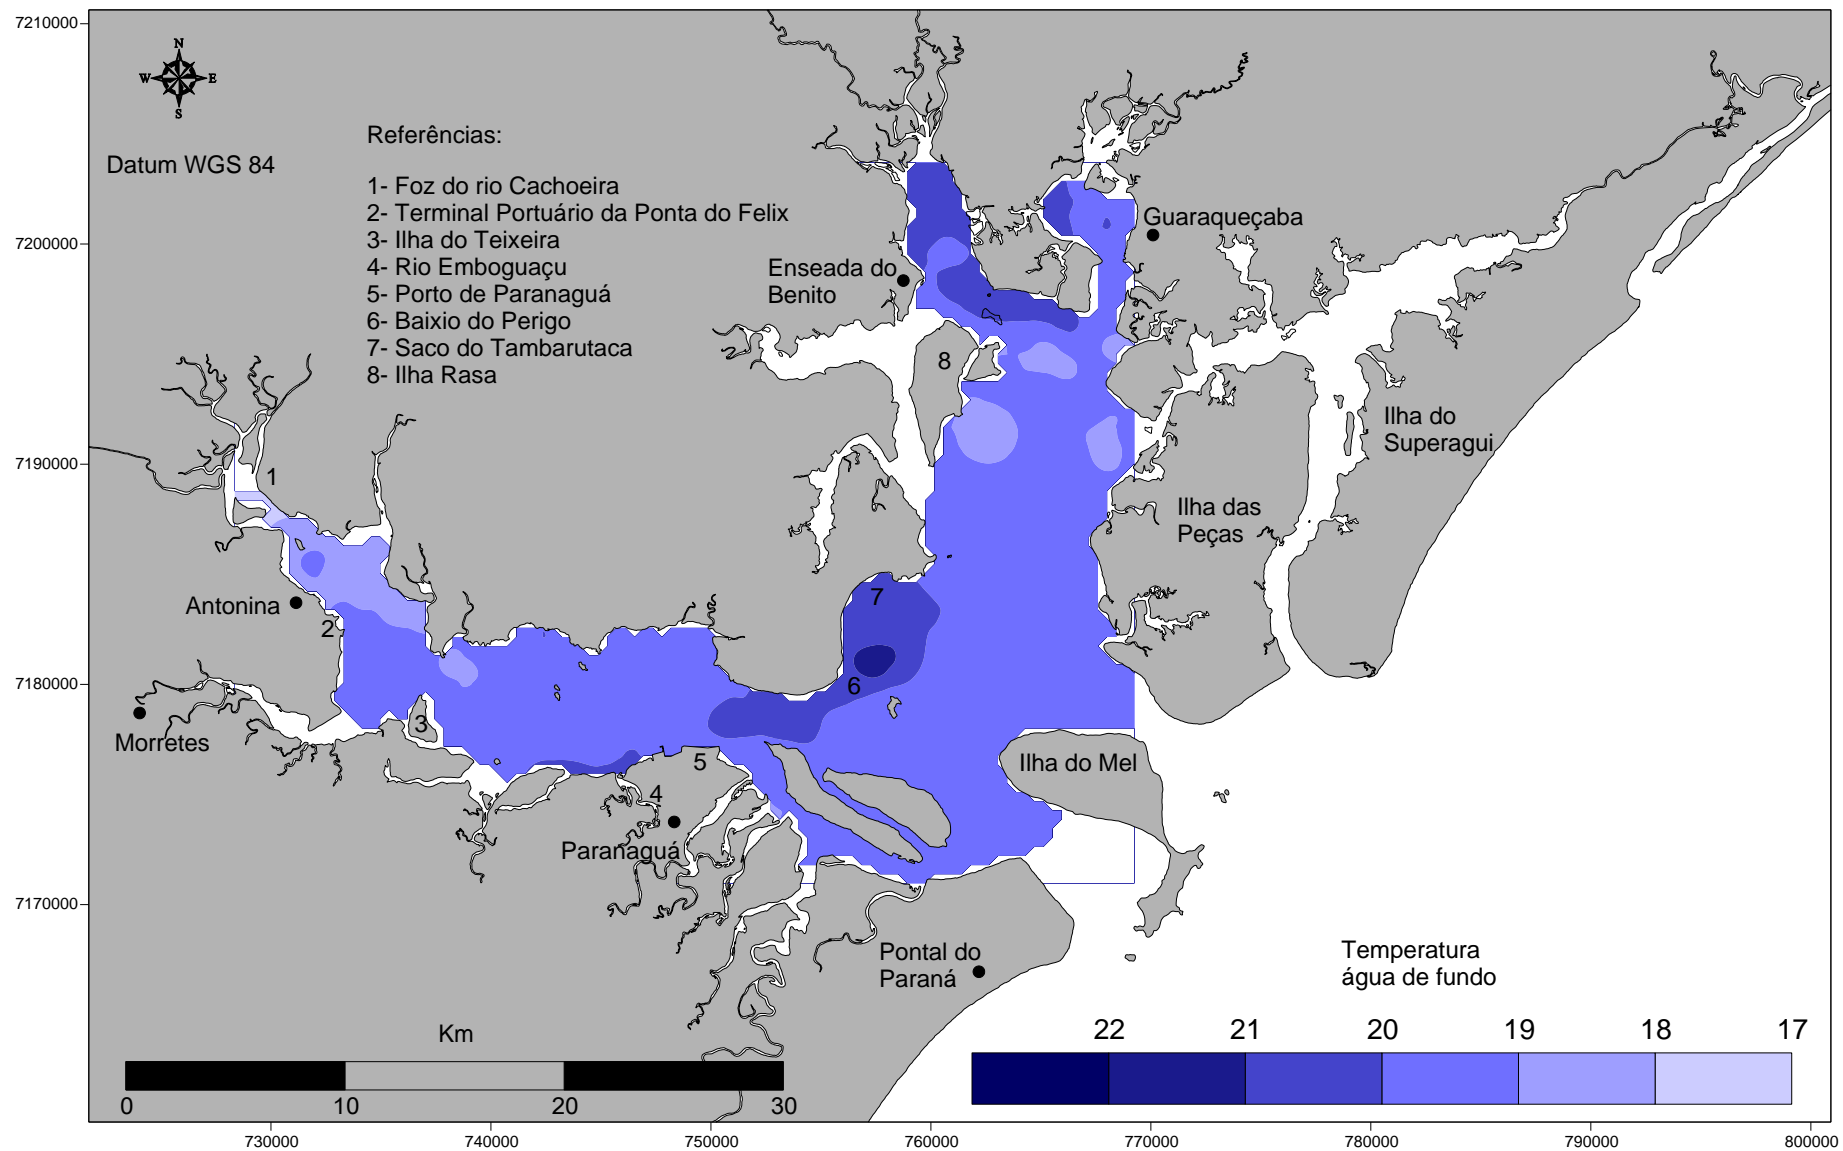 7210000
7200000
7190000
7180000
7170000
N
W
E
S
Datum WGS 84
Referências:
1- Foz do rio Cachoeira
2- Terminal Portuário da Ponta do Felix
3- Ilha do Teixeira
4- Rio Emboguaçu
5- Porto de Paranaguá
6- Baixio do Perigo
7- Saco do Tambarutaca
8- Ilha Rasa
Guaraqueçaba
Enseada do
Benito
8
Ilha do
Superagui
1
Ilha das
Peças
Antonina
2
7
6
Morretes
3
5
Ilha do Mel
4
Paranaguá
Pontal do
Paraná
Temperatura
água de fundo
22 21 20 19 18 17
Km
0 10 20 30
730000 740000 750000 760000 770000 780000 790000 800000